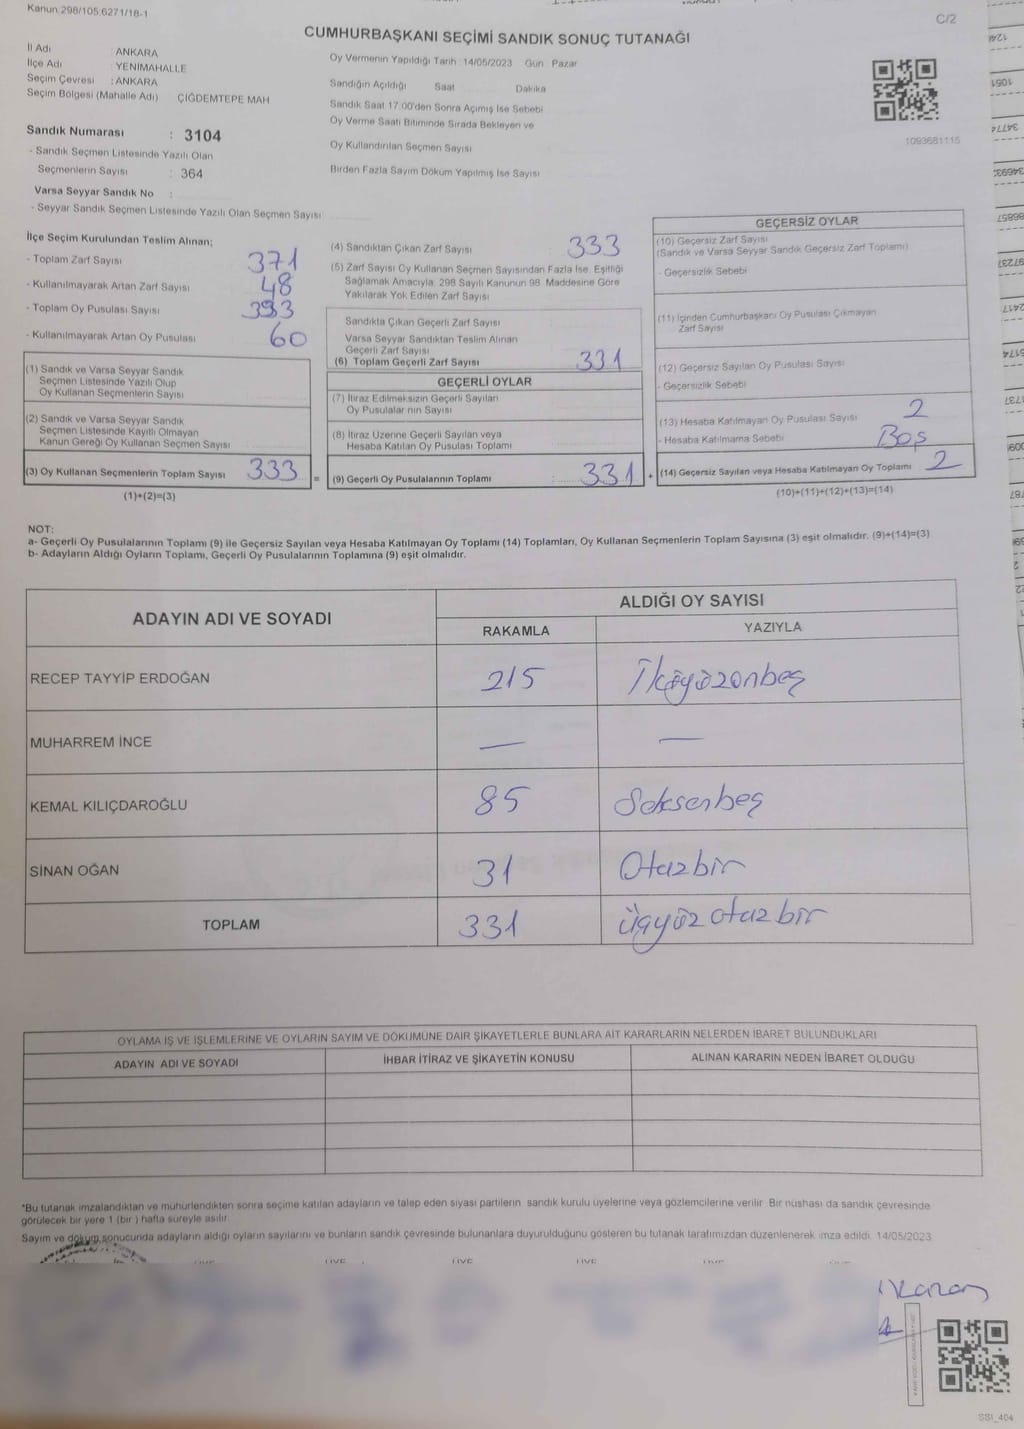 Kanun 298/105,6271/18-1
C/2
CUMHURBAŞKANI SEÇİMİ SANDIK SONUÇ TUTANAĞI
İl Adı : ANKARA
İlçe Adı : YENİMAHALLE
Seçim Çevresi : ANKARA
Seçim Bölgesi (Mahalle Adı) ÇİĞDEMTEPE MAH
Sandık Numarası : 3104
- Sandık Seçmen Listesinde Yazılı Olan
Seçmenlerin Sayısı : 364
Varsa Seyyar Sandık No :
- Seyyar Sandık Seçmen Listesinde Yazılı Olan Seçmen Sayısı
Oy Vermenin Yapıldığı Tarih :14/05/2023 Gün : Pazar
Sandığın Açıldığı Saat Dakika
Sandık Saat 17.00'den Sonra Açımış İse Sebebi
Oy Verme Saati Bitiminde Sırada Bekleyen ve
Oy Kullandırılan Seçmen Sayısı
Birden Fazla Sayım Döküm Yapılmış İse Sayısı
1093681115
İlçe Seçim Kurulundan Teslim Alınan;
- Toplam Zarf Sayısı 371
- Kullanılmayarak Artan Zarf Sayısı 48
- Toplam Oy Pusulası Sayısı 393
- Kullanılmayarak Artan Oy Pusulası 60
(1) Sandık ve Varsa Seyyar Sandık
Seçmen Listesinde Yazılı Olup
Oy Kullanan Seçmenlerin Sayısı
(2) Sandık ve Varsa Seyyar Sandık
Seçmen Listesinde Kayıtlı Olmayan
Kanun Gereği Oy Kullanan Seçmen Sayısı
(3) Oy Kullanan Seçmenlerin Toplam Sayısı 333 =
(1)+(2)=(3)
(4) Sandıktan Çıkan Zarf Sayısı 333
(5) Zarf Sayısı Oy Kullanan Seçmen Sayısından Fazla İse, Eşitliği
Sağlamak Amacıyla, 298 Sayılı Kanunun 98. Maddesine Göre
Yakılarak Yok Edilen Zarf Sayısı
Sandıkta Çıkan Geçerli Zarf Sayısı
Varsa Seyyar Sandıktan Teslim Alınan
Geçerli Zarf Sayısı
(6) Toplam Geçerli Zarf Sayısı 331
GEÇERLİ OYLAR
(7) İtiraz Edilmeksizin Geçerli Sayılan
Oy Pusulalar nın Sayısı
(8) İtiraz Üzerine Geçerli Sayılan veya
Hesaba Katılan Oy Pusulası Toplamı
(9) Geçerli Oy Pusulalarının Toplamı : 331 +
GEÇERSİZ OYLAR
(10) Geçersiz Zarf Sayısı
(Sandık ve Varsa Seyyar Sandık Geçersiz Zarf Toplamı)
- Geçersizlik Sebebi
(11) İçinden Cumhurbaşkanı Oy Pusulası Çıkmayan
Zarf Sayısı
(12) Geçersiz Sayılan Oy Pusulası Sayısı
- Geçersizlik Sebebi
(13) Hesaba Katılmayan Oy Pusulası Sayısı 2
- Hesaba Katılmama Sebebi Boş
(14) Geçersiz Sayılan veya Hesaba Katılmayan Oy Toplamı 2
(10)+(11)+(12)+(13)=(14)
NOT:
a- Geçerli Oy Pusulalarının Toplamı (9) ile Geçersiz Sayılan veya Hesaba Katılmayan Oy Toplamı (14) Toplamları, Oy Kullanan Seçmenlerin Toplam Sayısına (3) eşit olmalıdır. (9)+(14)=(3)
b- Adayların Aldığı Oyların Toplamı, Geçerli Oy Pusulalarının Toplamına (9) eşit olmalıdır.
ADAYIN ADI VE SOYADI ALDIĞI OY SAYISI
RAKAMLA YAZIYLA
RECEP TAYYİP ERDOĞAN 215 İkiyüzonbeş
MUHARREM İNCE — —
KEMAL KILIÇDAROĞLU 85 Seksenbeş
SİNAN OĞAN 31 Otuzbir
TOPLAM 331 üçyüz otuz bir
OYLAMA İŞ VE İŞLEMLERİNE VE OYLARIN SAYIM VE DÖKÜMÜNE DAİR ŞİKAYETLERLE BUNLARA AİT KARARLARIN NELERDEN İBARET BULUNDUKLARI
ADAYIN ADI VE SOYADI İHBAR İTİRAZ VE ŞİKAYETİN KONUSU ALINAN KARARIN NEDEN İBARET OLDUĞU
*Bu tutanak imzalandıktan ve mühürlendikten sonra seçime katılan adayların ve talep eden siyasi partilerin sandık kurulu üyelerine veya gözlemcilerine verilir. Bir nüshası da sandık çevresinde
görülecek bir yere 1 (bir ) hafta süreyle asılır.
Sayım ve döküm sonucunda adayların aldığı oyların sayılarını ve bunların sandık çevresinde bulunanlara duyurulduğunu gösteren bu tutanak tarafımızdan düzenlenerek imza edildi. 14/05/2023
SSI_404